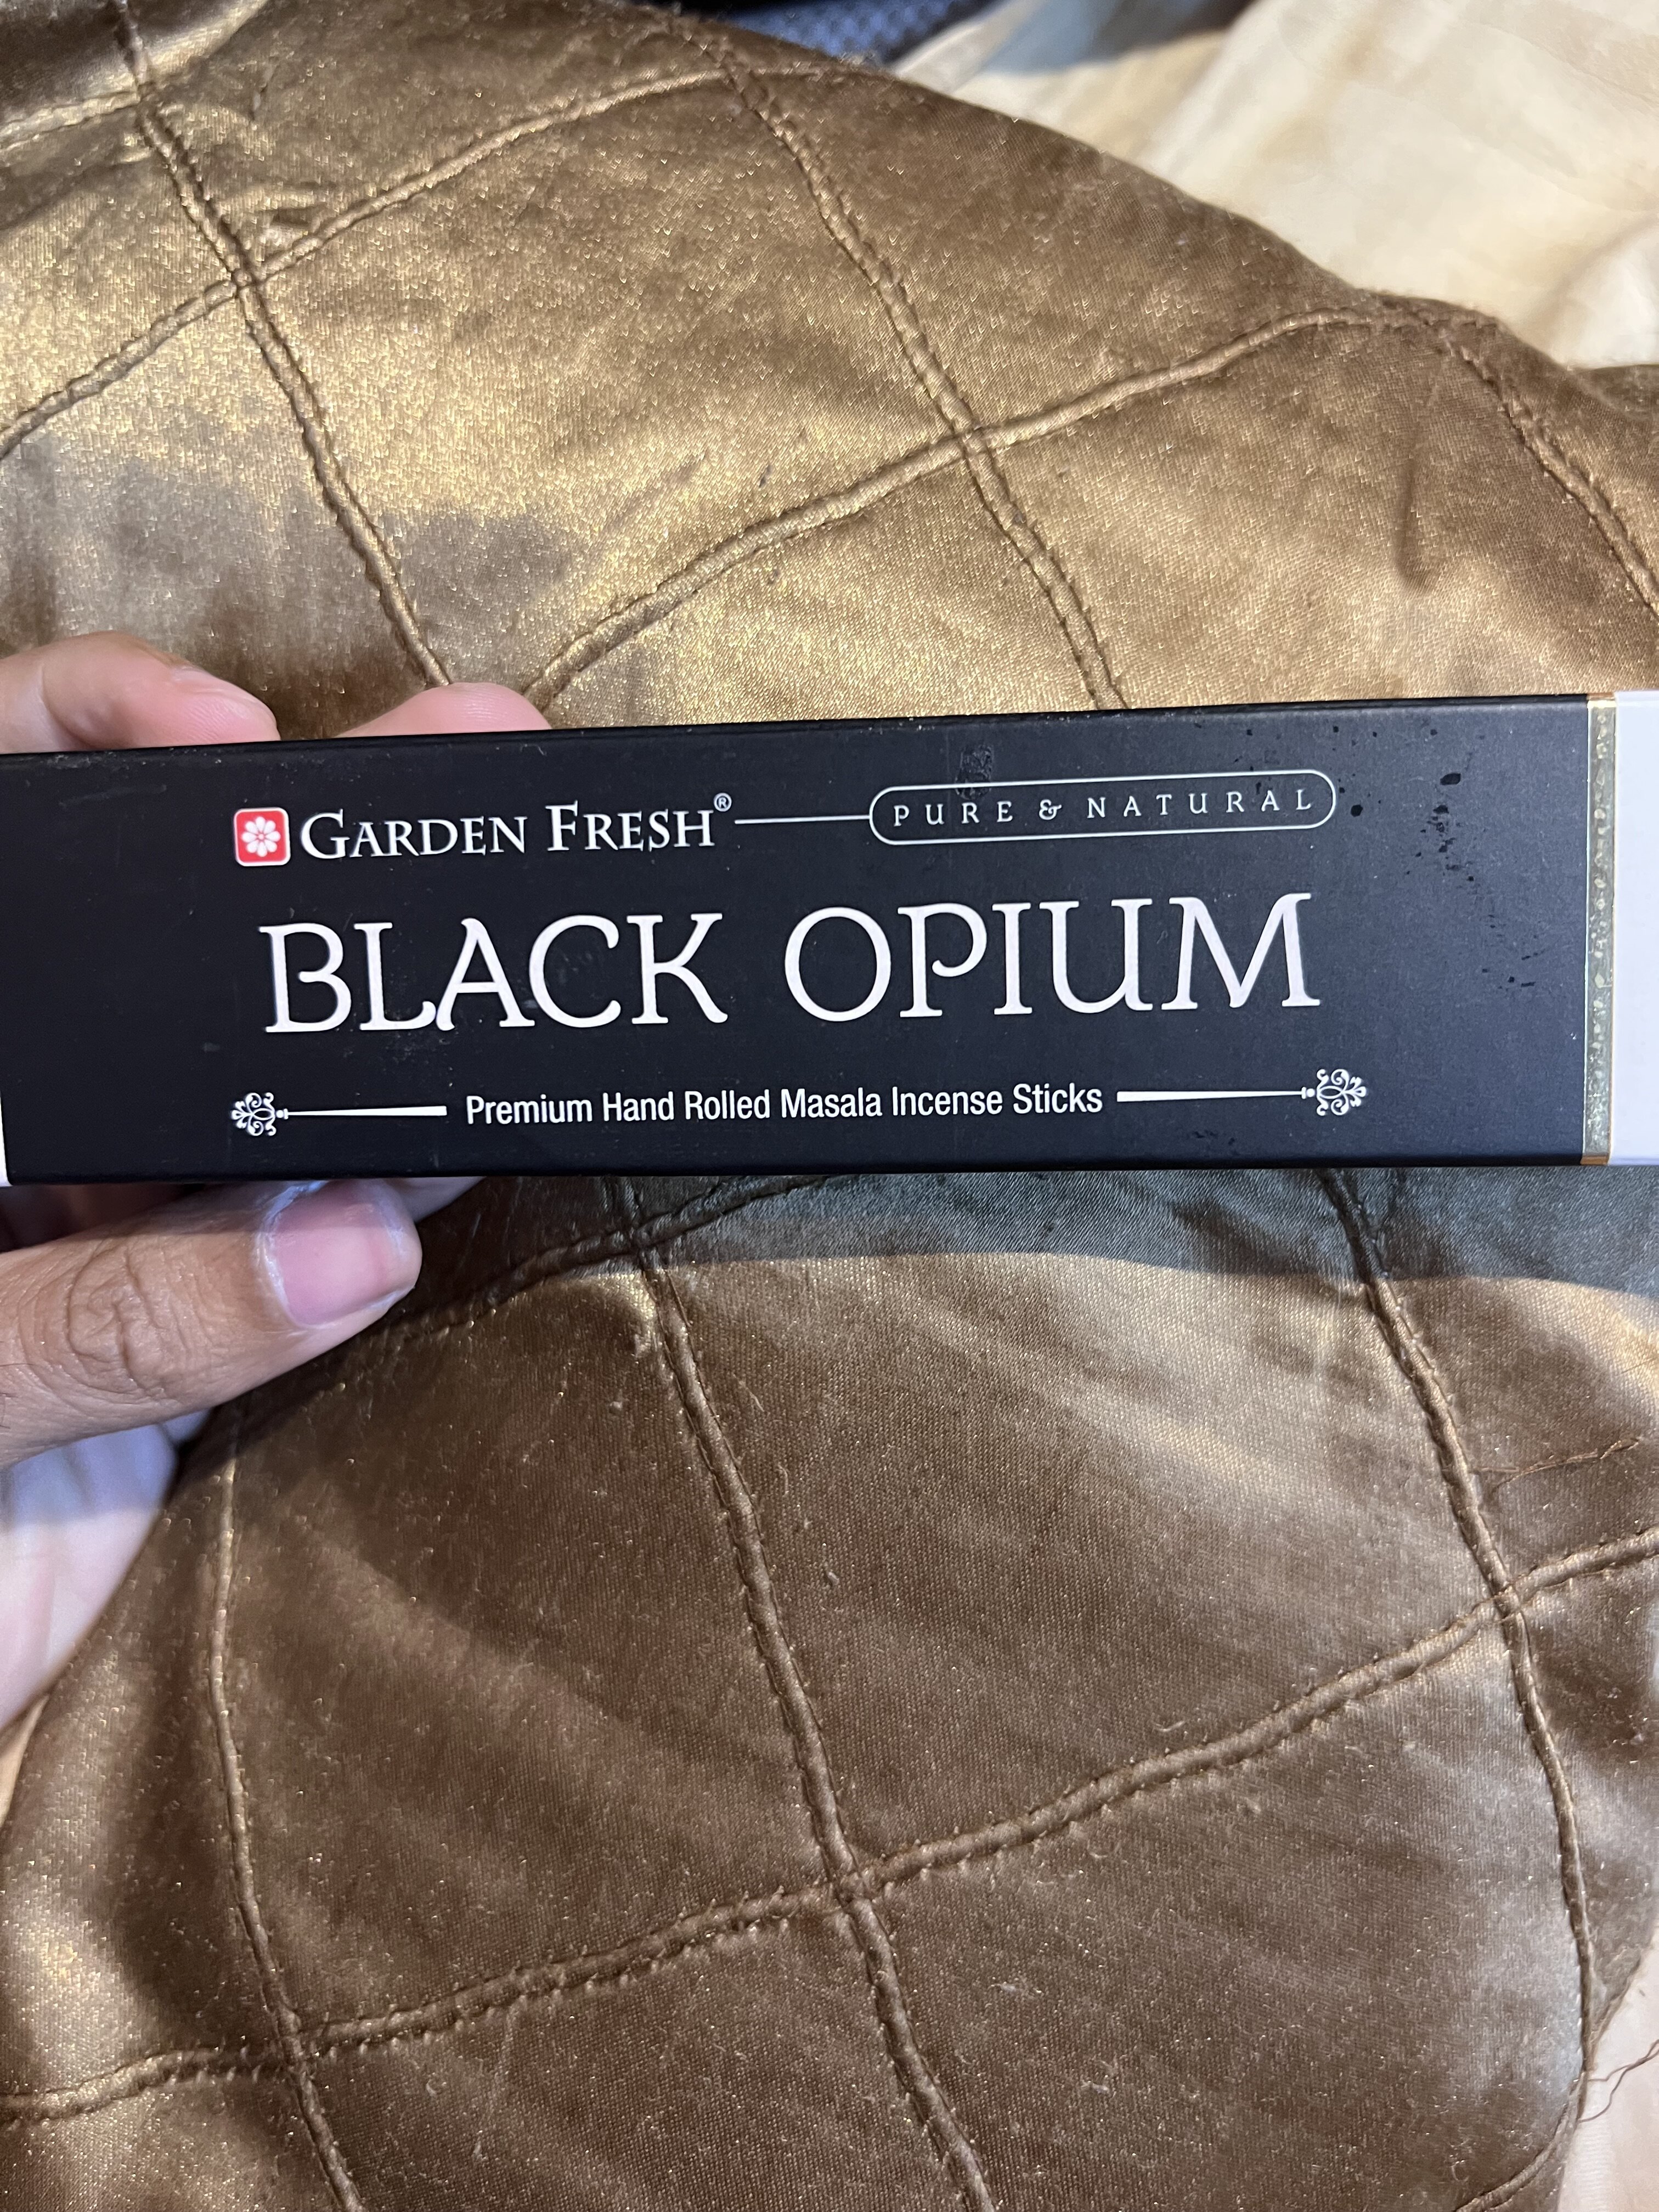 GARDEN FRESH® PURE & NATURAL
BLACK OPIUM
Premium Hand Rolled Masala Incense Sticks